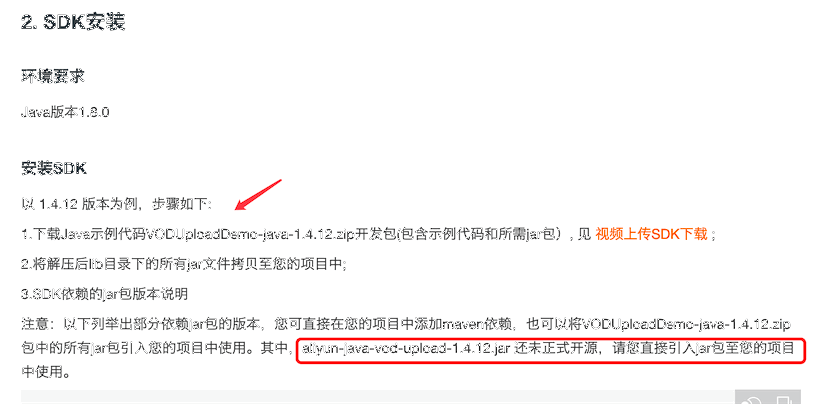 2. SDK安装
环境要求
Java版本1.8.0
安装SDK
以 1.4.12 版本为例，步骤如下:
1.下载Java示例代码VODUploadDemo-java-1.4.12.zip开发包(包含示例代码和所需jar包），见 视频上传SDK下载；
2.将解压后lib目录下的所有jar文件拷贝至您的项目中;
3.SDK依赖的jar包版本说明
注意：以下列举出部分依赖jar包的版本，您可直接在您的项目中添加maven依赖，也可以将VODUploadDemo-java-1.4.12.zip
包中的所有jar包引入您的项目中使用。其中，aliyun-java-vod-upload-1.4.12.jar 还未正式开源，请您直接引入jar包至您的项目
中使用。